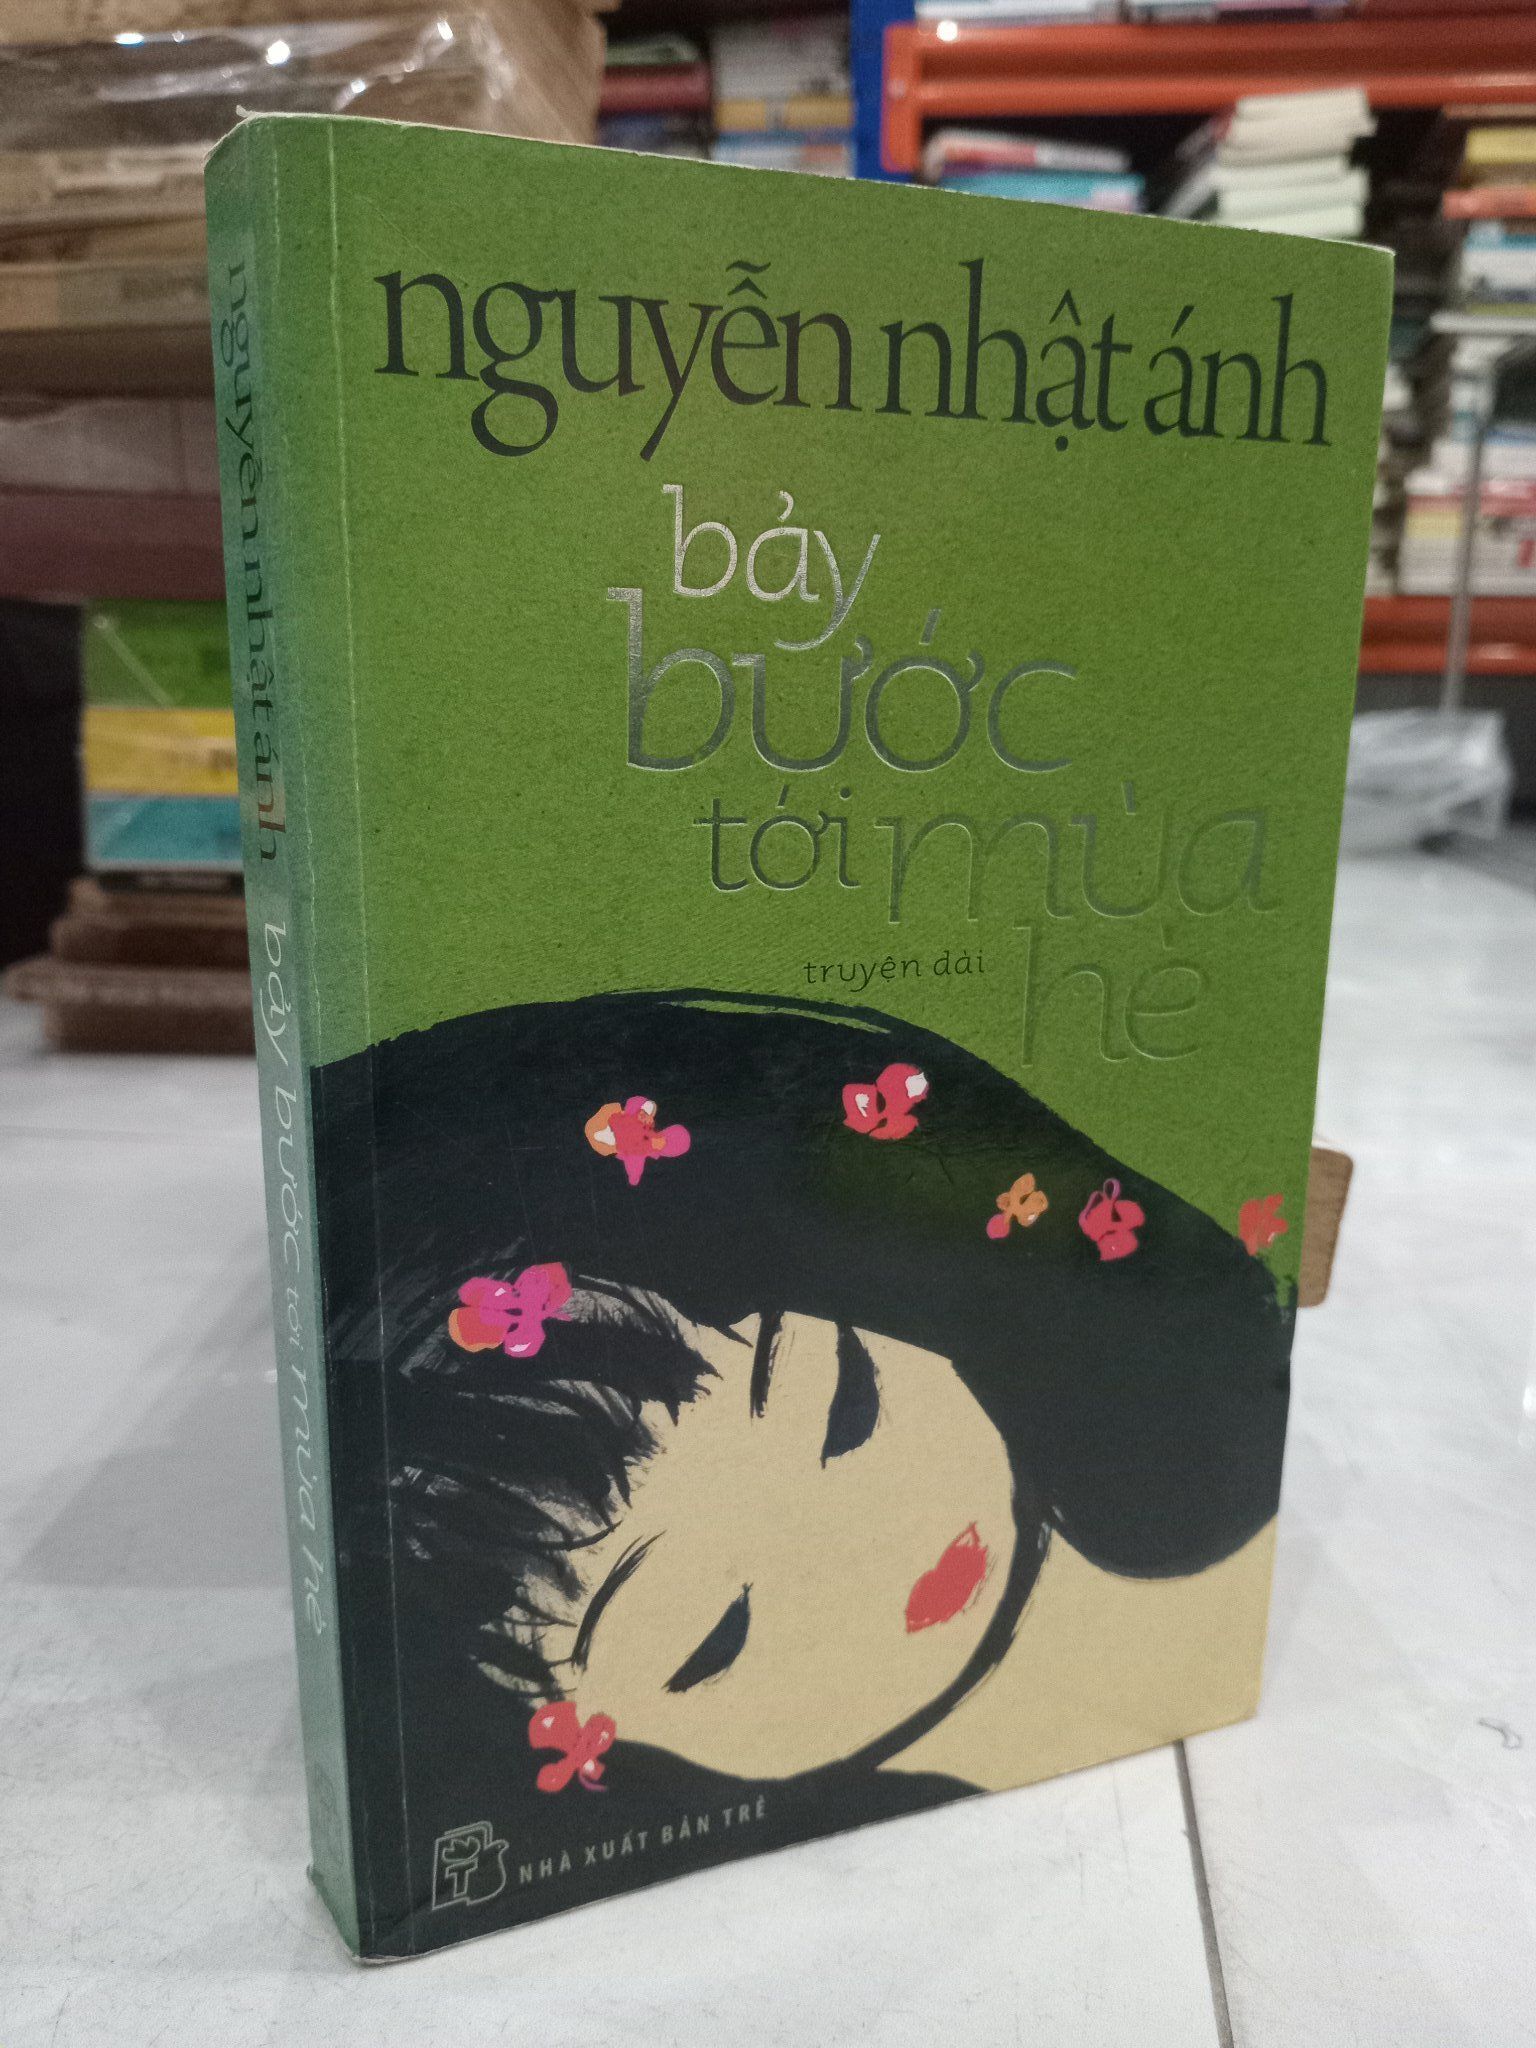 nguyễn nhật ánh
bảy
bước
tới mùa
hè
truyện dài
NHÀ XUẤT BẢN TRẺ
nguyễn nhật ánh bảy bước tới mùa hè